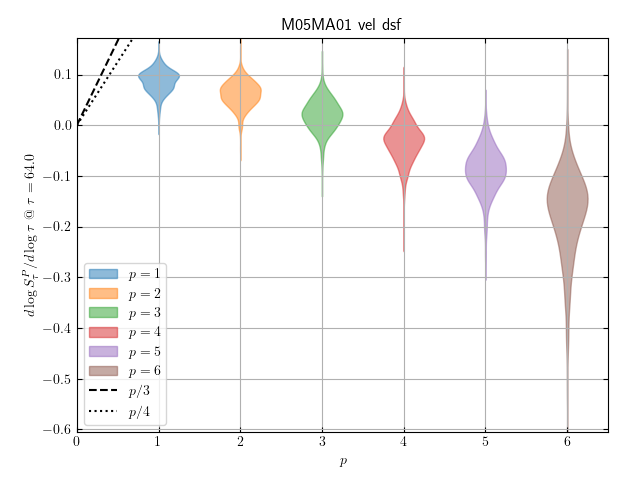 M05MA01 vel dsf
d log S_τ^P / d log τ @ τ = 64.0
0.1
0.0
−0.1
−0.2
−0.3
−0.4
−0.5
−0.6
p = 1
p = 2
p = 3
p = 4
p = 5
p = 6
p/3
p/4
0 1 2 3 4 5 6
p